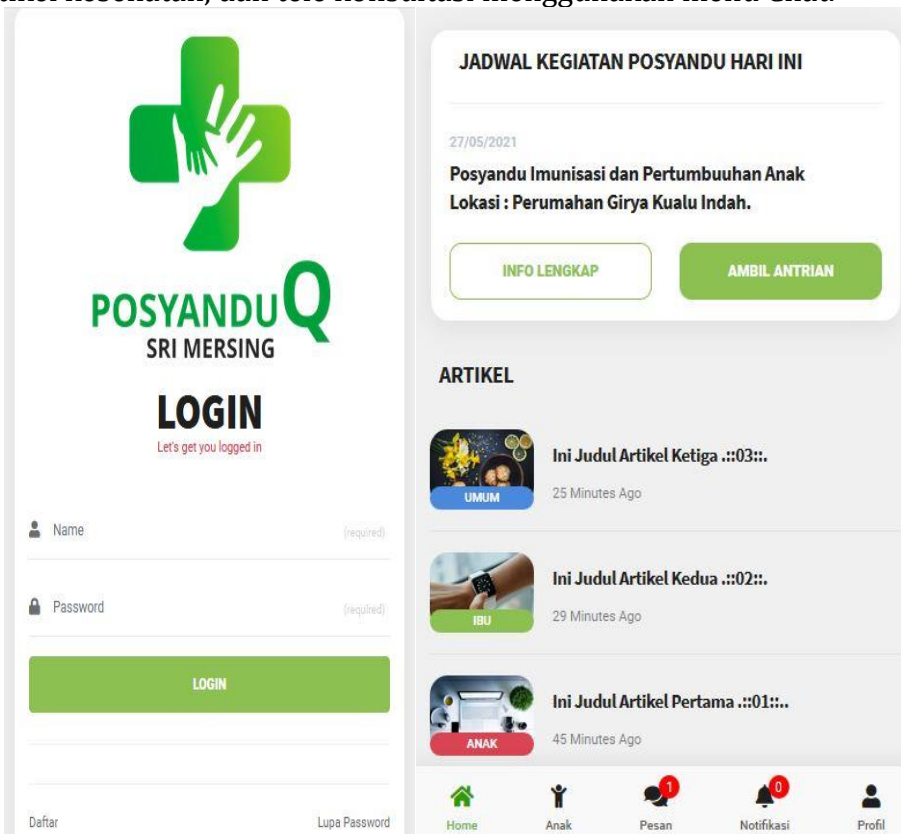 POSYANDU Q
SRI MERSING
LOGIN
Let's get you logged in
Name (required)
Password (required)
LOGIN
Daftar Lupa Password
JADWAL KEGIATAN POSYANDU HARI INI
27/05/2021
Posyandu Imunisasi dan Pertumbuuhan Anak
Lokasi : Perumahan Girya Kualu Indah.
INFO LENGKAP AMBIL ANTRIAN
ARTIKEL
Ini Judul Artikel Ketiga .::03::.
UMUM
25 Minutes Ago
Ini Judul Artikel Kedua .::02::.
IBU
29 Minutes Ago
Ini Judul Artikel Pertama .::01::..
ANAK
45 Minutes Ago
1 0
Home Anak Pesan Notifikasi Profil